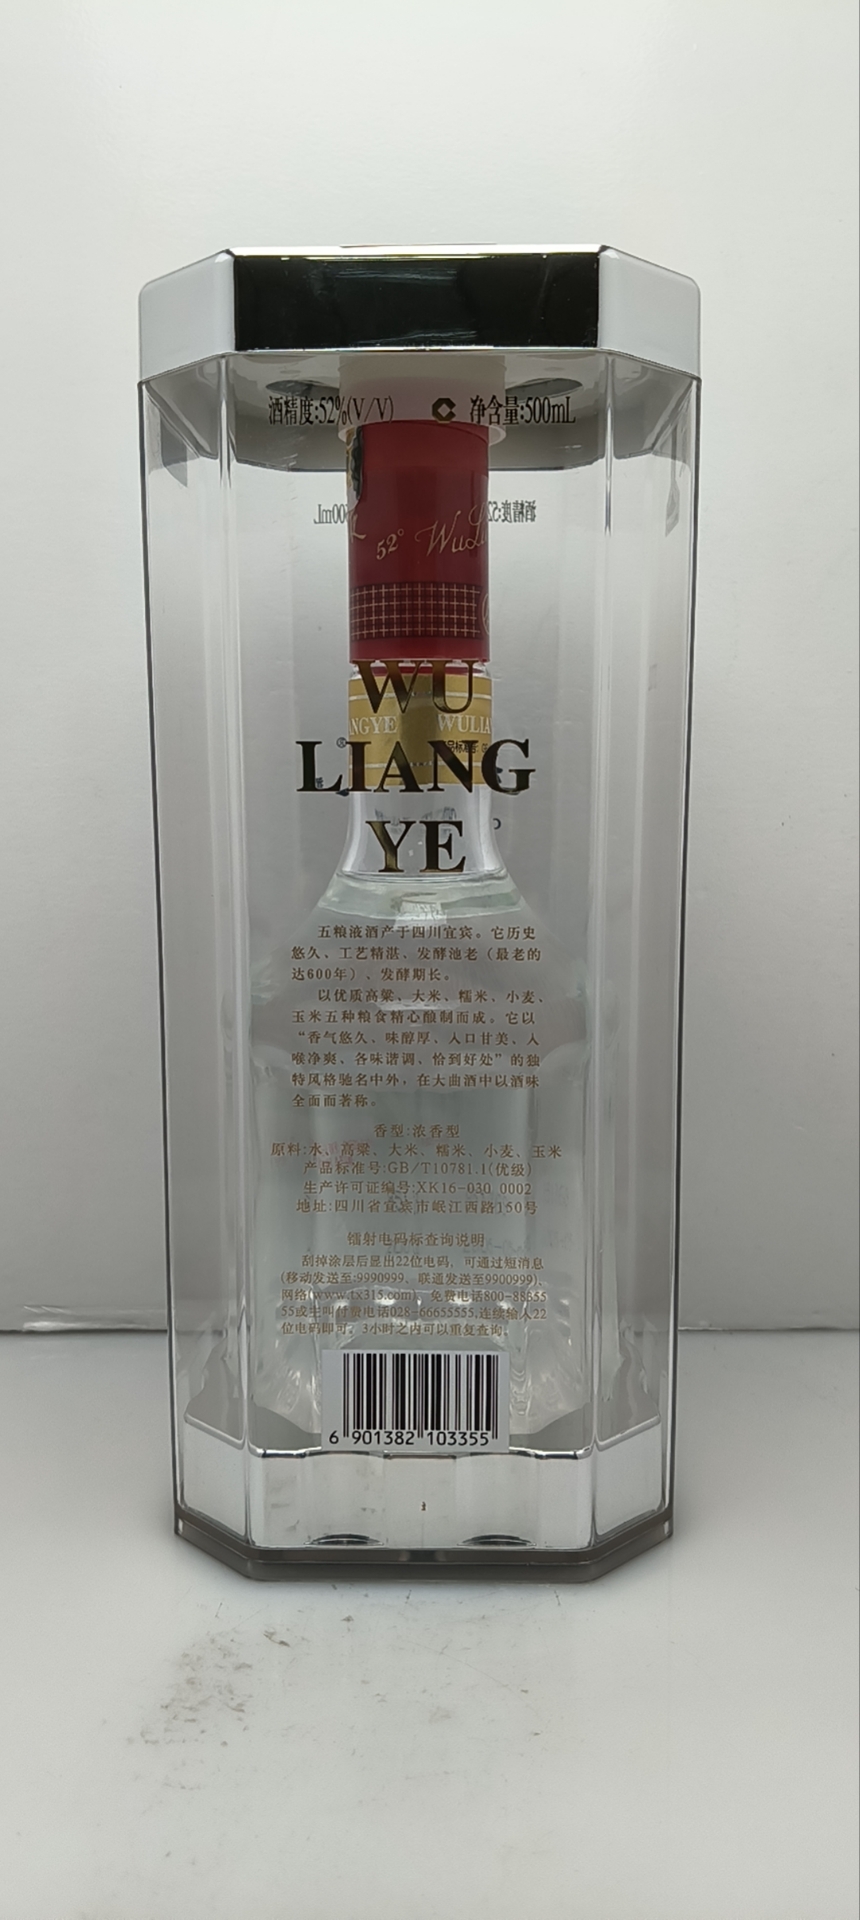 酒精度:52%(V/V) 净含量:500mL
52° WuL
WU
ANGYE WULIA
LIANG
YE
五粮液酒产于四川宜宾。它历史
悠久、工艺精湛、发酵池老（最老的
达600年）、发酵期长。
以优质高粱、大米、糯米、小麦、
玉米五种粮食精心酿制而成。它以
“香气悠久、味醇厚、入口甘美、入
喉净爽、各味谐调、恰到好处”的独
特风格驰名中外，在大曲酒中以酒味
全面而著称。
香型:浓香型
原料:水、高粱、大米、糯米、小麦、玉米
产品标准号:GB/T10781.1(优级)
生产许可证编号:XK16-030 0002
地址:四川省宜宾市岷江西路150号
镭射电码标查询说明
刮掉涂层后显出22位电码，可通过短消息
(移动发送至:9990999、联通发送至9900999)、
网络(www.tx315.com)、免费电话800-88655
55或主叫付费电话028-66655555,连续输入22
位电码即可。3小时之内可以重复查询。
6 901382 103355